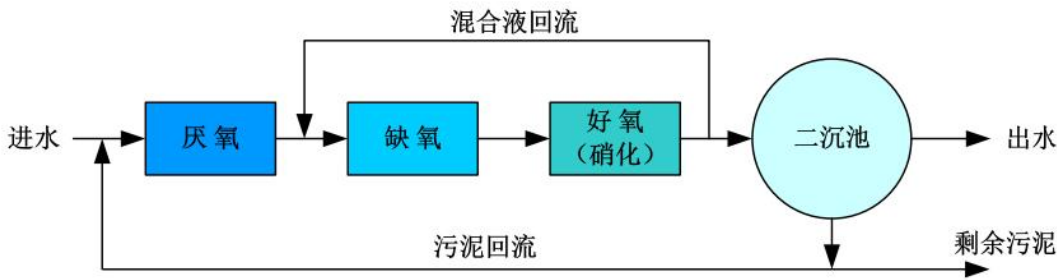 混合液回流
进水
厌氧
缺氧
好氧
（硝化）
二沉池
出水
污泥回流
剩余污泥